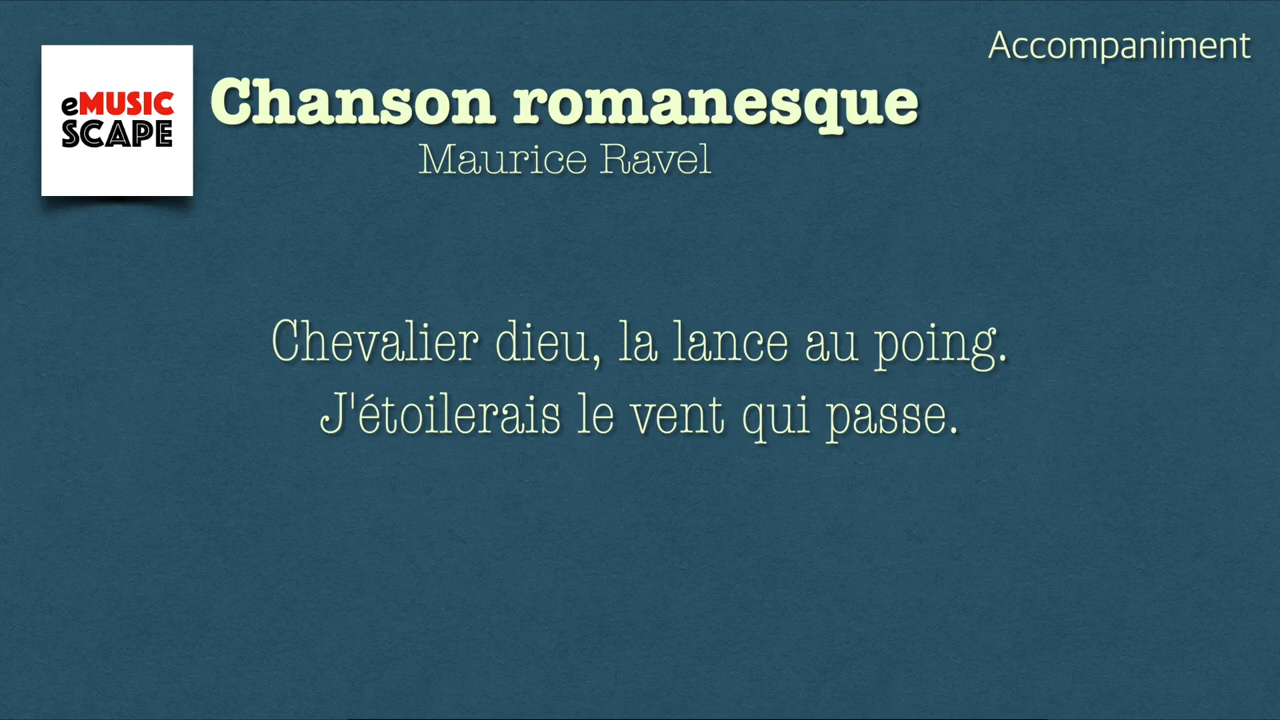 Accompaniment
eMUSIC
SCAPE
Chanson romanesque
Maurice Ravel
Chevalier dieu, la lance au poing.
J'étoilerais le vent qui passe.